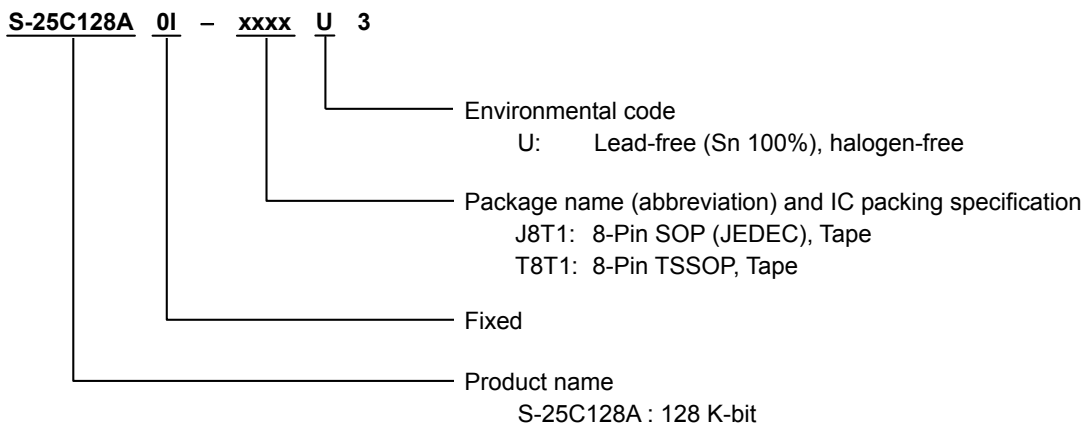 S-25C128A 0I – xxxx U 3
Environmental code
U: Lead-free (Sn 100%), halogen-free
Package name (abbreviation) and IC packing specification
J8T1: 8-Pin SOP (JEDEC), Tape
T8T1: 8-Pin TSSOP, Tape
Fixed
Product name
S-25C128A : 128 K-bit